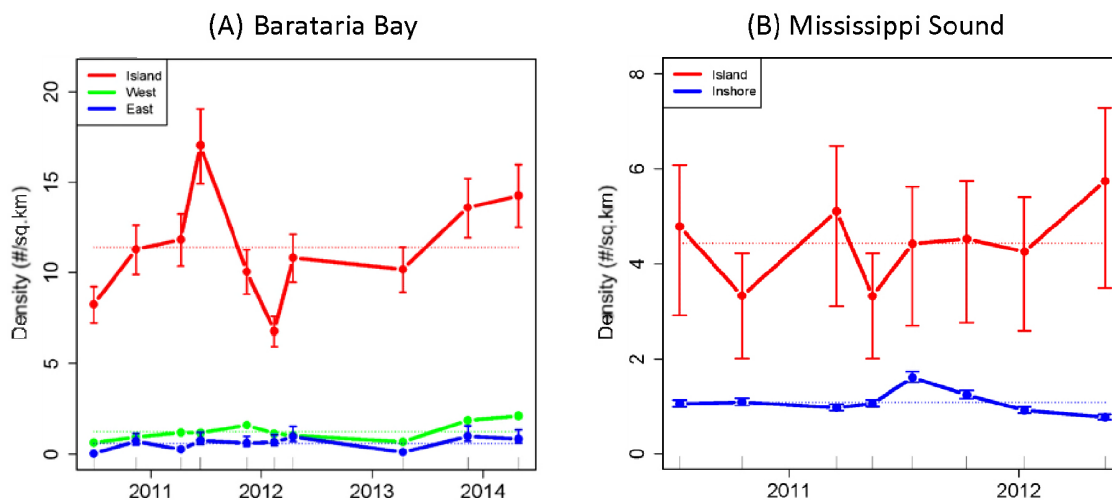 (A) Barataria Bay
Island
West
East
Density (#/sq.km)
20
15
10
5
0
2011
2012
2013
2014
(B) Mississippi Sound
Island
Inshore
Density (#/sq.km)
8
6
4
2
0
2011
2012